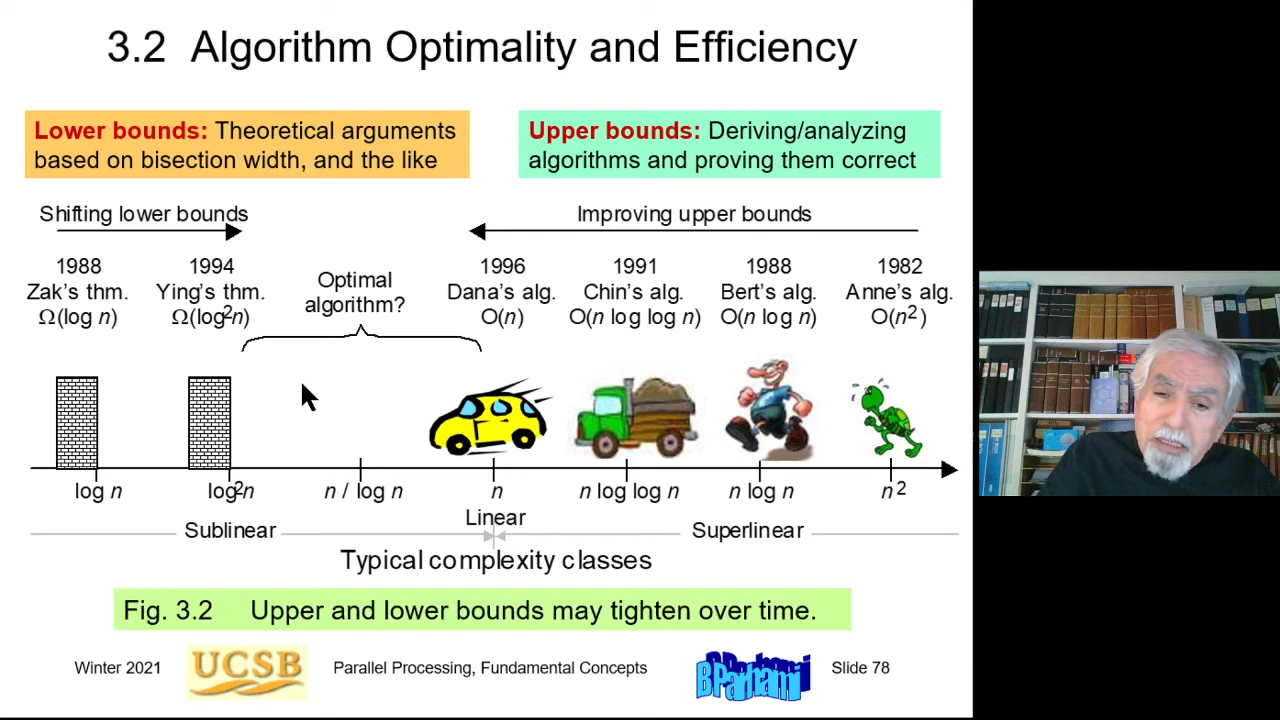 3.2 Algorithm Optimality and Efficiency
Lower bounds: Theoretical arguments
based on bisection width, and the like
Upper bounds: Deriving/analyzing
algorithms and proving them correct
Shifting lower bounds
Improving upper bounds
1988
Zak's thm.
Ω(log n)
1994
Ying's thm.
Ω(log²n)
Optimal
algorithm?
1996
Dana's alg.
O(n)
1991
Chin's alg.
O(n log log n)
1988
Bert's alg.
O(n log n)
1982
Anne's alg.
O(n²)
log n
log²n
n / log n
n
n log log n
n log n
n²
Sublinear
Linear
Superlinear
Typical complexity classes
Fig. 3.2 Upper and lower bounds may tighten over time.
Winter 2021
UCSB
Parallel Processing, Fundamental Concepts
B Parhami
Slide 78